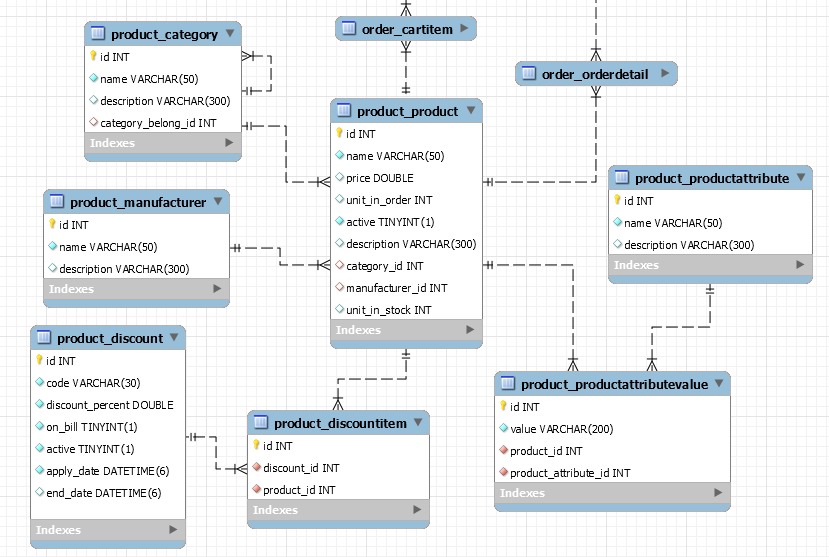 product_category
id INT
name VARCHAR(50)
description VARCHAR(300)
category_belong_id INT
Indexes
order_cartitem
order_orderdetail
product_product
id INT
name VARCHAR(50)
price DOUBLE
unit_in_order INT
active TINYINT(1)
description VARCHAR(300)
category_id INT
manufacturer_id INT
unit_in_stock INT
Indexes
product_productattribute
id INT
name VARCHAR(50)
description VARCHAR(300)
Indexes
product_manufacturer
id INT
name VARCHAR(50)
description VARCHAR(300)
Indexes
product_discount
id INT
code VARCHAR(30)
discount_percent DOUBLE
on_bill TINYINT(1)
active TINYINT(1)
apply_date DATETIME(6)
end_date DATETIME(6)
Indexes
product_discountitem
id INT
discount_id INT
product_id INT
Indexes
product_productattributevalue
id INT
value VARCHAR(200)
product_id INT
product_attribute_id INT
Indexes